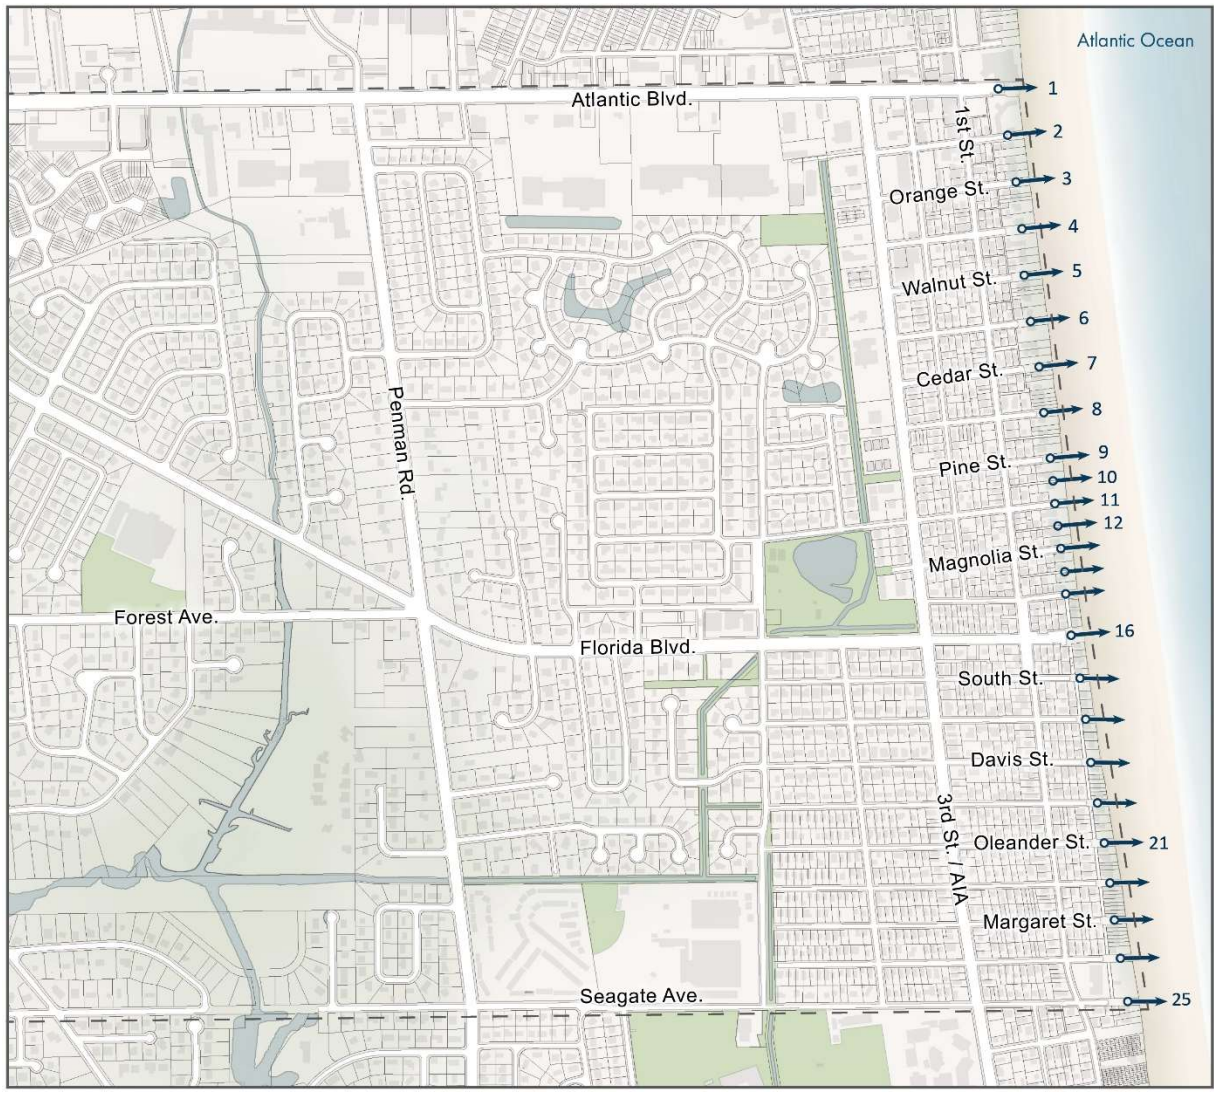 Atlantic Ocean
1
Atlantic Blvd.
1st St.
2
3
Orange St.
4
5
Walnut St.
6
7
Cedar St.
Penman Rd.
8
9
Pine St.
10
11
12
Magnolia St.
Forest Ave.
16
Florida Blvd.
South St.
Davis St.
3rd St. / AIA
Oleander St.
21
Margaret St.
Seagate Ave.
25